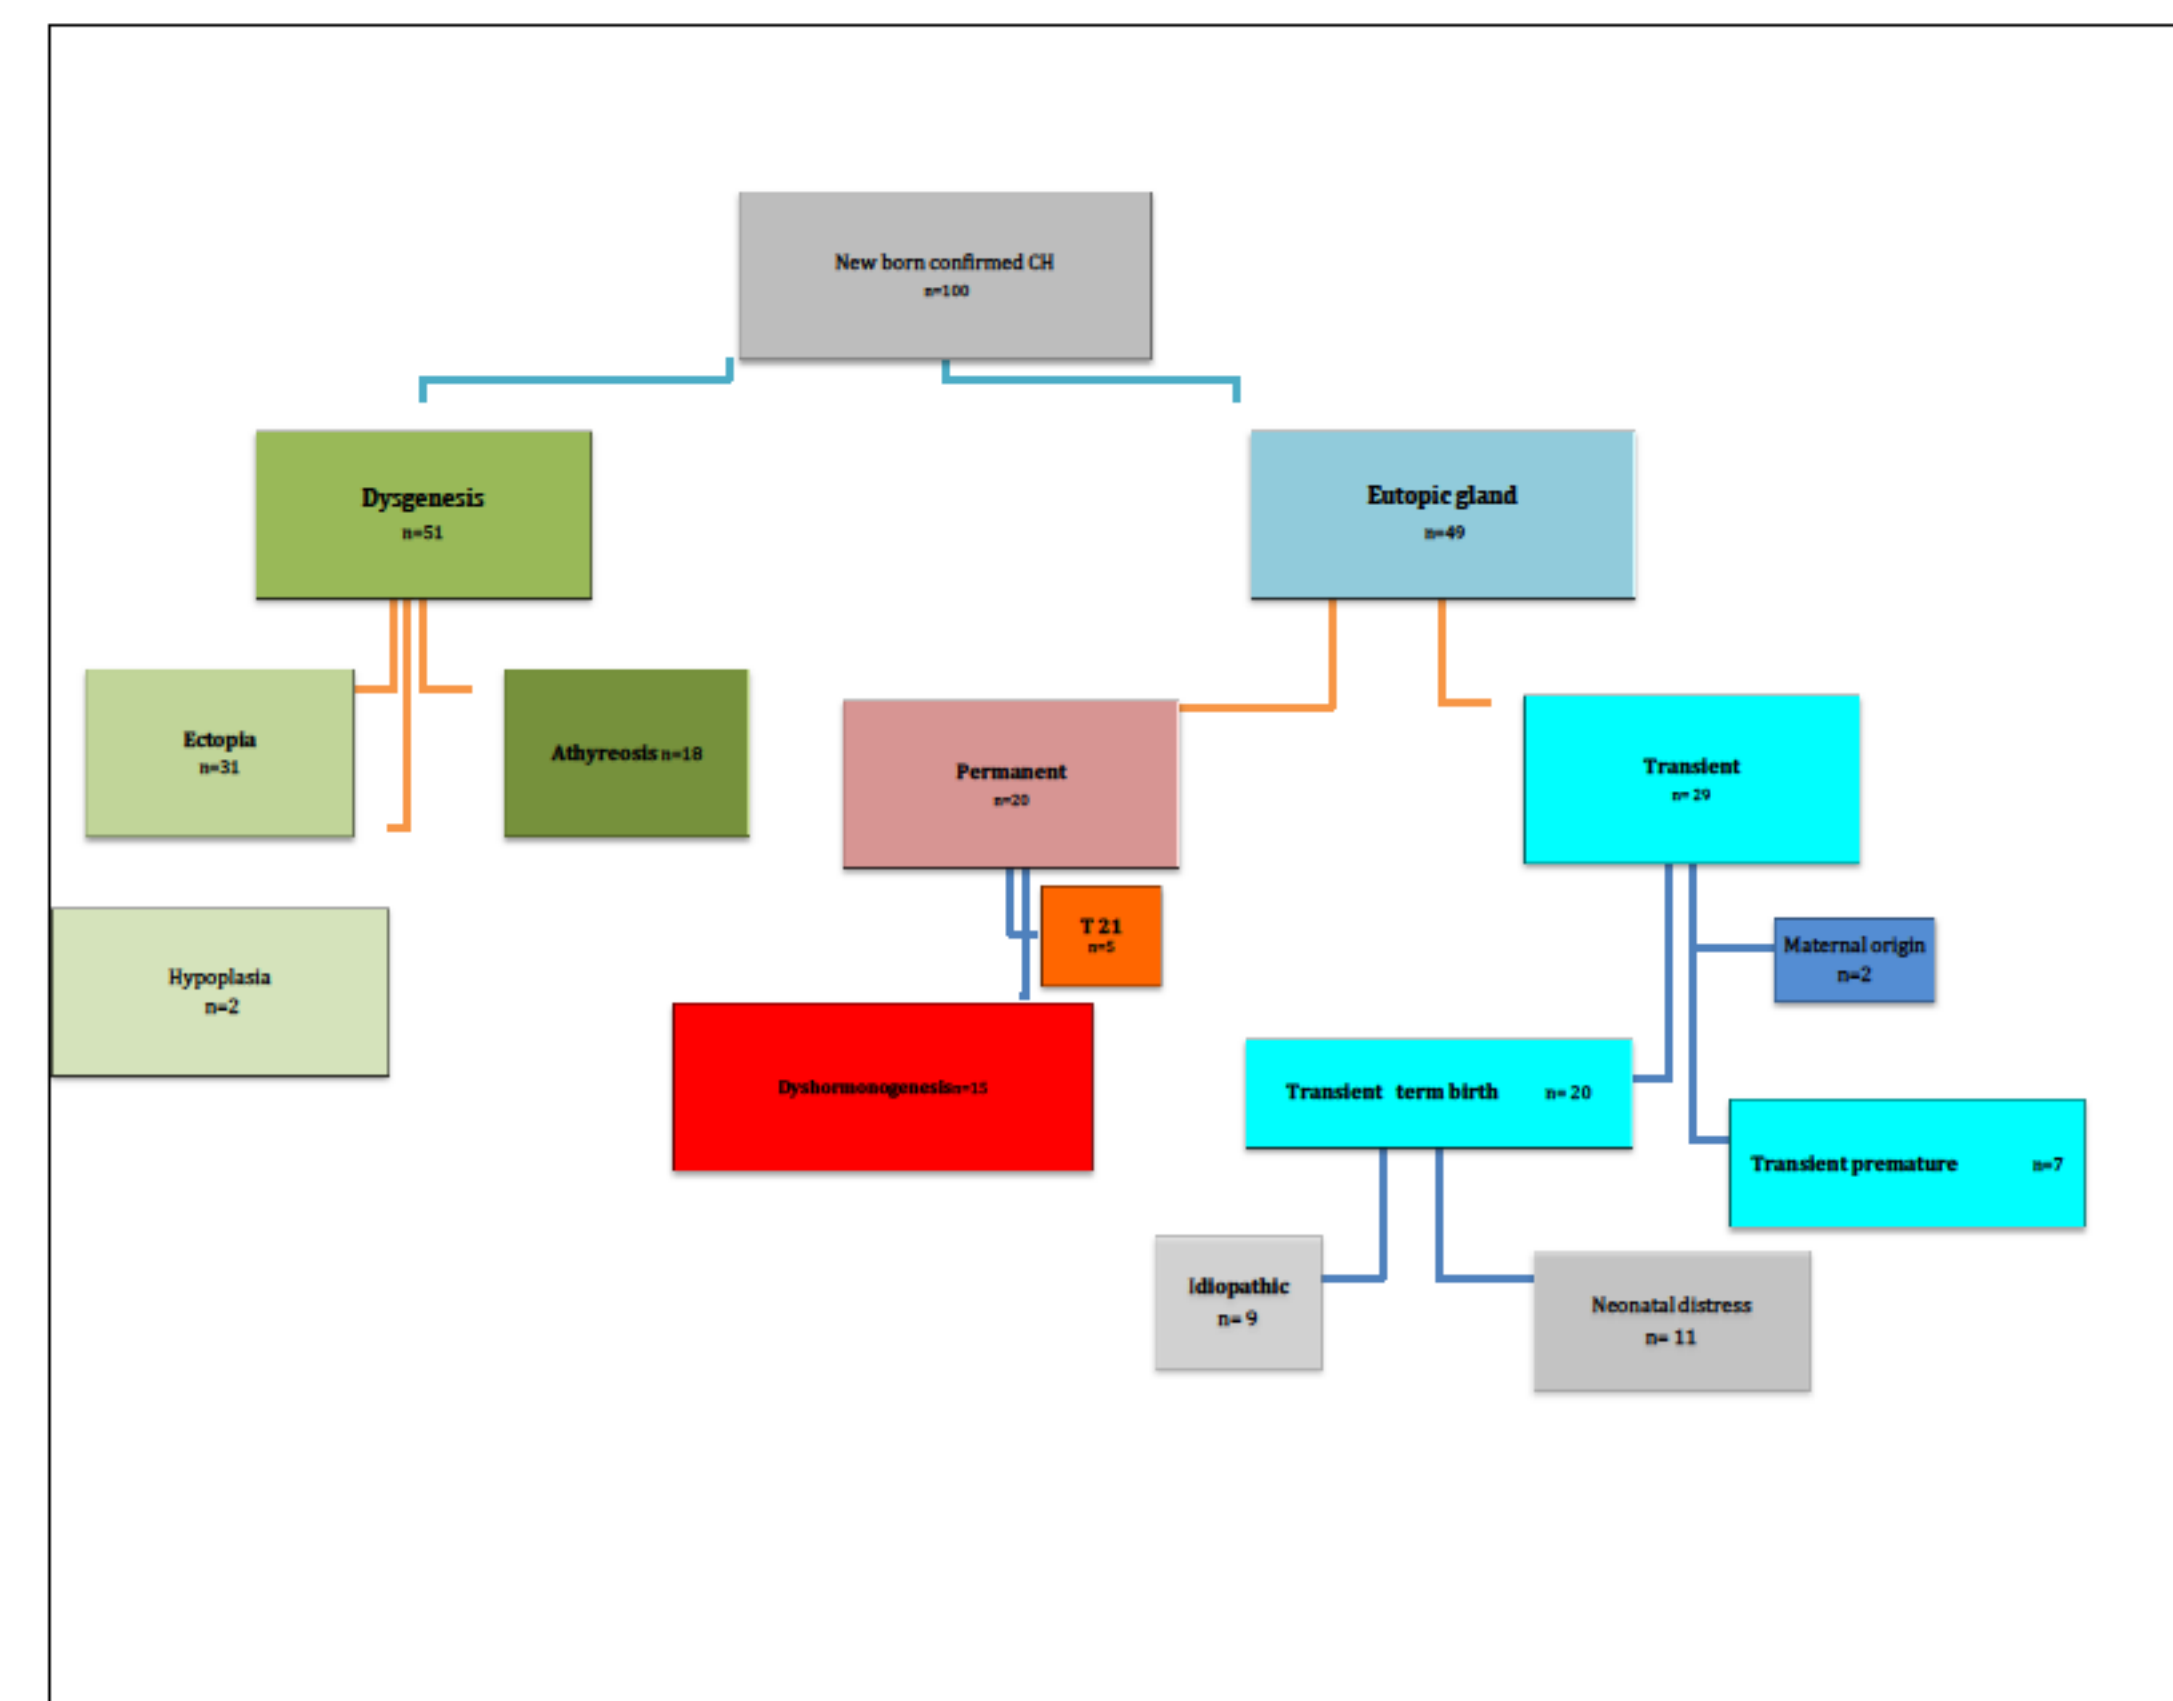 New born confirmed CH
n=100
Dysgenesis
n=51
Eutopic gland
n=49
Ectopia
n=31
Athyreosis n=18
Permanent
n=20
Transient
n= 29
T 21
n=5
Hypoplasia
n=2
Maternal origin
n=2
Dyshormonogenesisn=15
Transient term birth n= 20
Transient premature n=7
Idiopathic
n= 9
Neonatal distress
n= 11